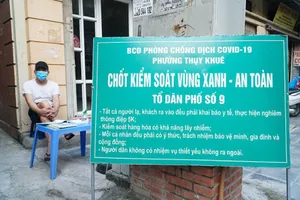 BCĐ PHÒNG CHỐNG DỊCH COVID-19
PHƯỜNG THỤY KHUÊ
CHỐT KIỂM SOÁT VÙNG XANH - AN TOÀN
TỔ DÂN PHỐ SỐ 9
- Tất cả người lạ, khách ra vào đều phải khai báo y tế, thực hiện nghiêm
thông điệp 5K;
- Kiểm soát hàng hóa có khả năng lây nhiễm;
- Mỗi cá nhân đều phải có ý thức, trách nhiệm bảo vệ mình, gia đình và
cộng đồng;
- Người dân không có nhiệm vụ thiết yếu không ra ngoài.